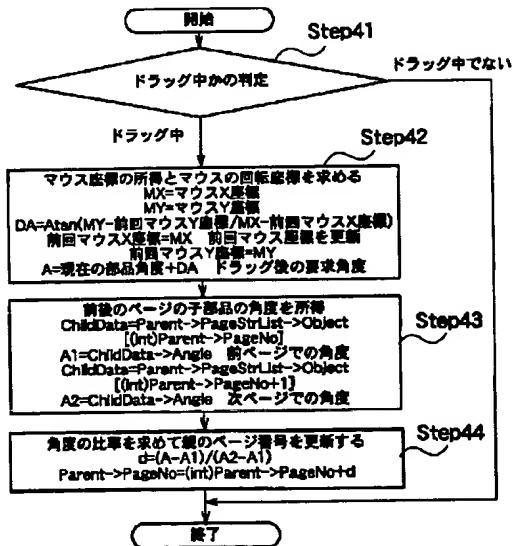 開始
Step41
ドラッグ中かの判定
ドラッグ中でない
ドラッグ中
Step42
マウス座標の所得とマウスの回転座標を求める
MX=マウスX座標
MY=マウスY座標
DA=Atan(MY-前回マウスY座標/MX-前回マウスX座標)
前回マウスX座標=MX 前回マウス座標を更新
前回マウスY座標=MY
A=現在の部品角度+DA ドラッグ後の要求角度
前後のページの子部品の角度を所得
Step43
ChildData=Parent->PageStrList->Object
[(int)Parent->PageNo]
A1=ChildData->Angle 前ページでの角度
ChildData=Parent->PageStrList->Object
[(int)Parent->PageNo+1]
A2=ChildData->Angle 次ページでの角度
Step44
角度の比率を求めて親のページ番号を更新する
d=(A-A1)/(A2-A1)
Parent->PageNo=(int)Parent->PageNo+d
終了